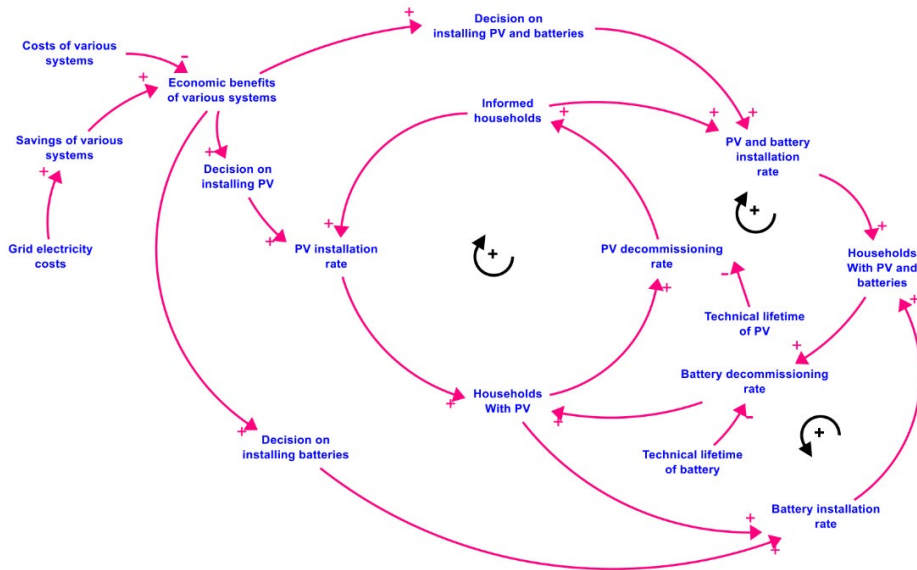 Decision on
installing PV and batteries
Costs of various
systems
Economic benefits
of various systems
Informed
households
Savings of various
systems
PV and battery
installation
rate
Decision on
installing PV
Grid electricity
costs
PV installation
rate
PV decommissioning
rate
Households
With PV and
batteries
Technical lifetime
of PV
Battery decommissioning
rate
Households
With PV
Decision on
installing batteries
Technical lifetime
of battery
Battery installation
rate